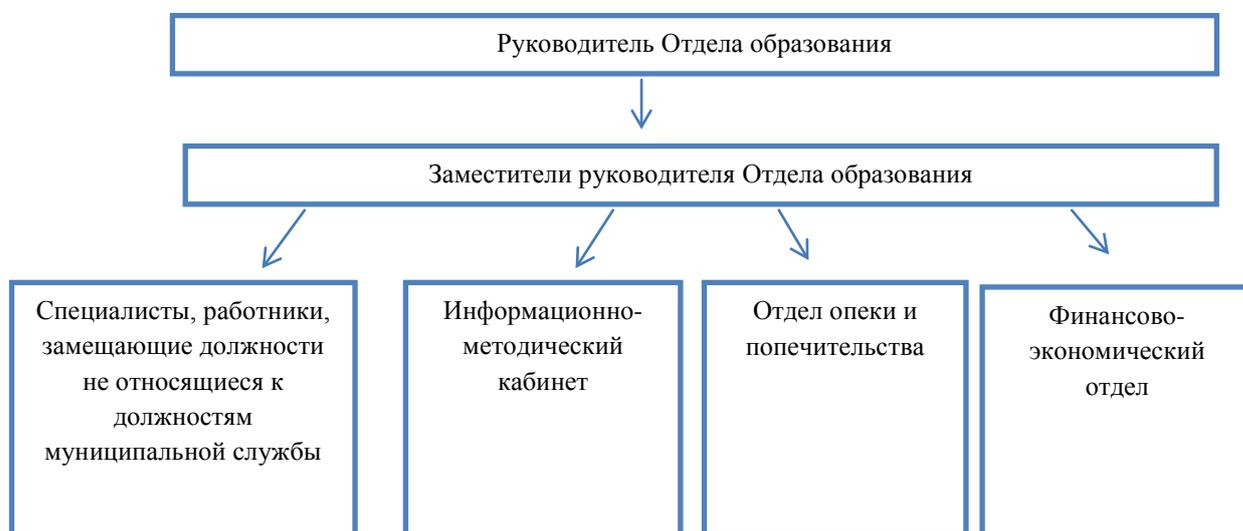 Руководитель Отдела образования
Заместители руководителя Отдела образования
Специалисты, работники,
замещающие должности
не относящиеся к
должностям
муниципальной службы
Информационно-
методический
кабинет
Отдел опеки и
попечительства
Финансово-
экономический
отдел